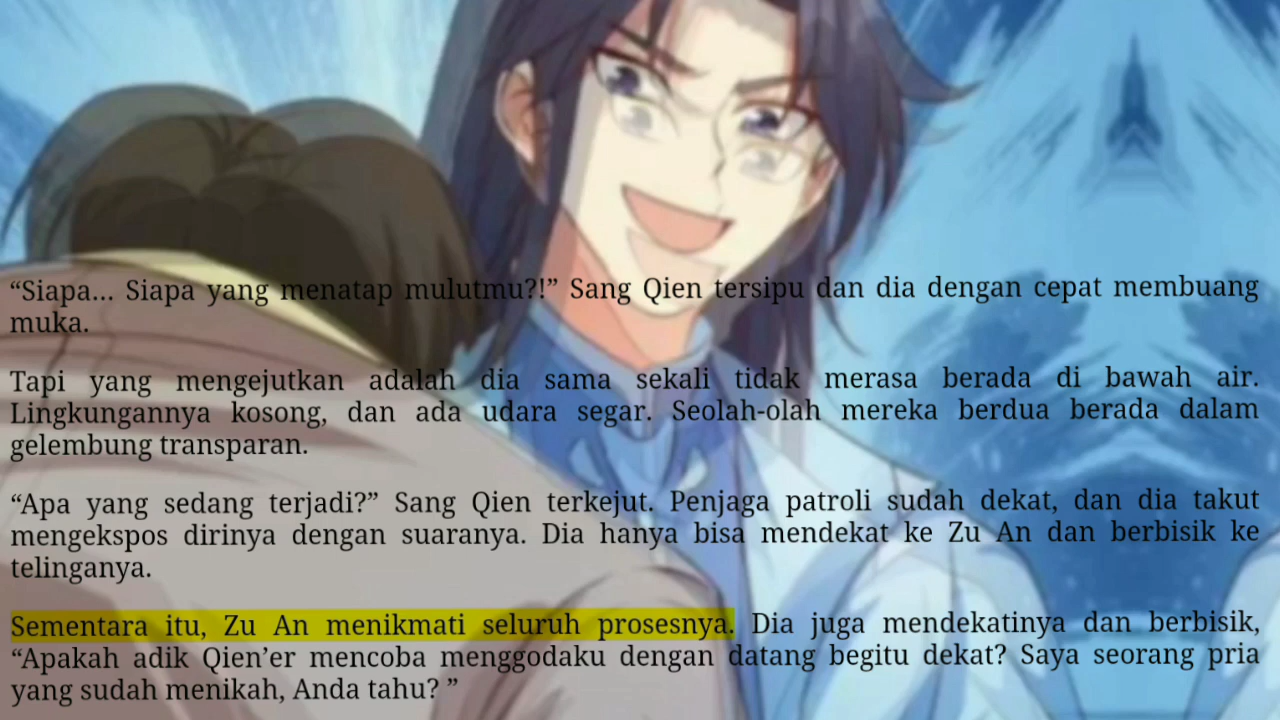 “Siapa... Siapa yang menatap mulutmu?!” Sang Qien tersipu dan dia dengan cepat membuang
muka.
Tapi yang mengejutkan adalah dia sama sekali tidak merasa berada di bawah air.
Lingkungannya kosong, dan ada udara segar. Seolah-olah mereka berdua berada dalam
gelembung transparan.
“Apa yang sedang terjadi?” Sang Qien terkejut. Penjaga patroli sudah dekat, dan dia takut
mengekspos dirinya dengan suaranya. Dia hanya bisa mendekat ke Zu An dan berbisik ke
telinganya.
Sementara itu, Zu An menikmati seluruh prosesnya. Dia juga mendekatinya dan berbisik,
“Apakah adik Qien’er mencoba menggodaku dengan datang begitu dekat? Saya seorang pria
yang sudah menikah, Anda tahu? ”